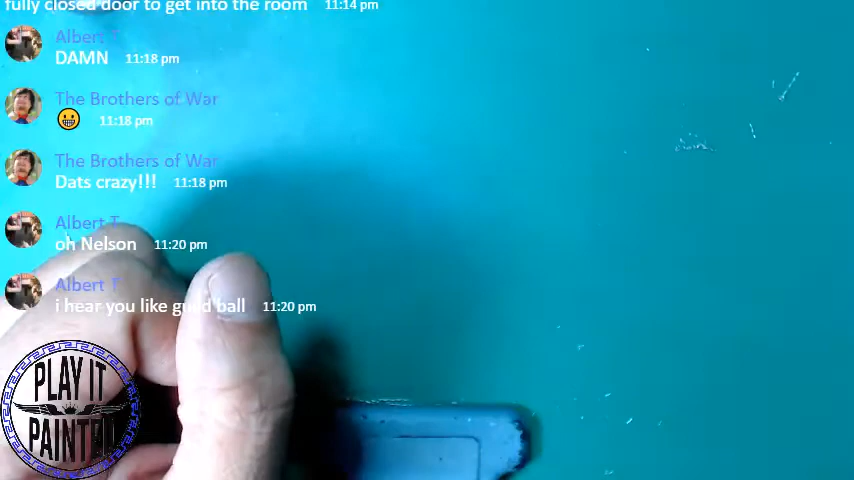 fully closed door to get into the room 11:14 pm
Albert T
DAMN 11:18 pm
The Brothers of War
😀 11:18 pm
The Brothers of War
Dats crazy!!! 11:18 pm
Albert T
oh Nelson 11:20 pm
Albert T
i hear you like guild ball 11:20 pm
PLAY IT
PAINTED